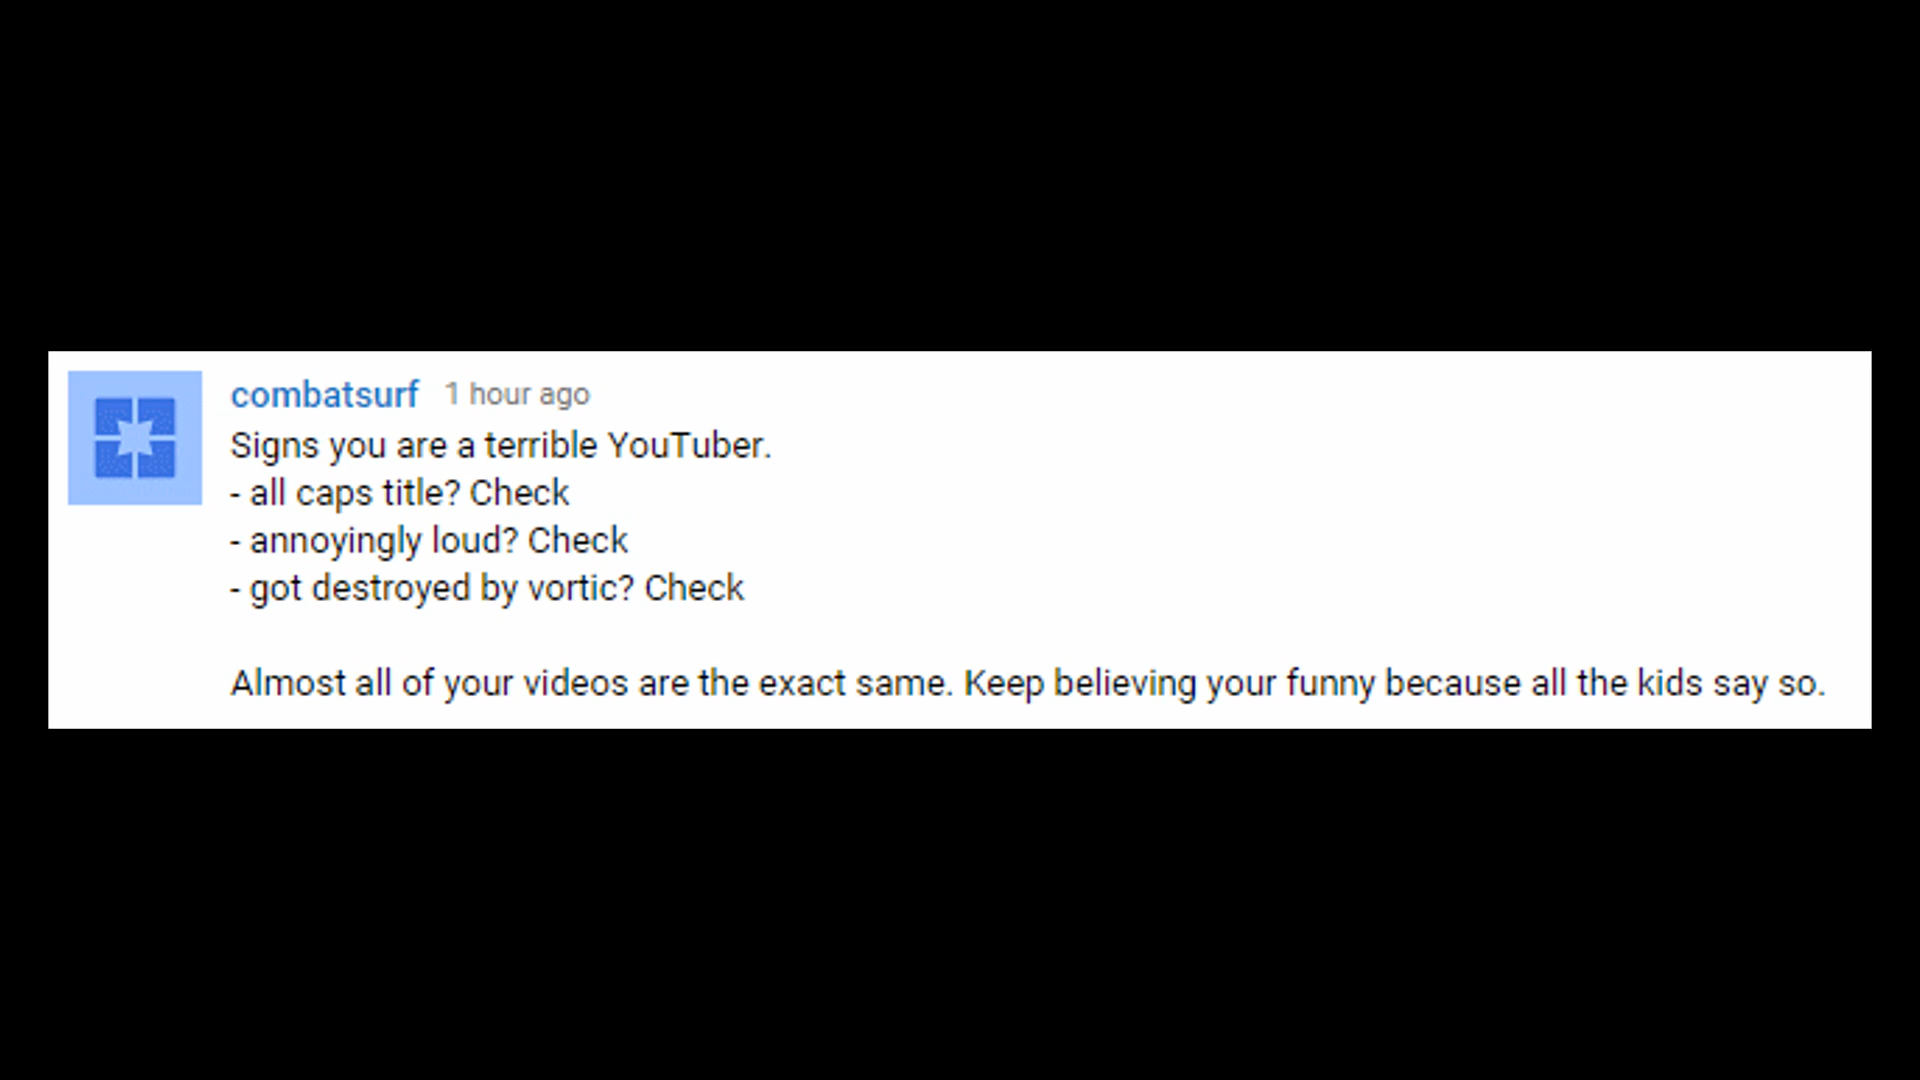 combatsurf 1 hour ago
Signs you are a terrible YouTuber.
- all caps title? Check
- annoyingly loud? Check
- got destroyed by vortic? Check
Almost all of your videos are the exact same. Keep believing your funny because all the kids say so.